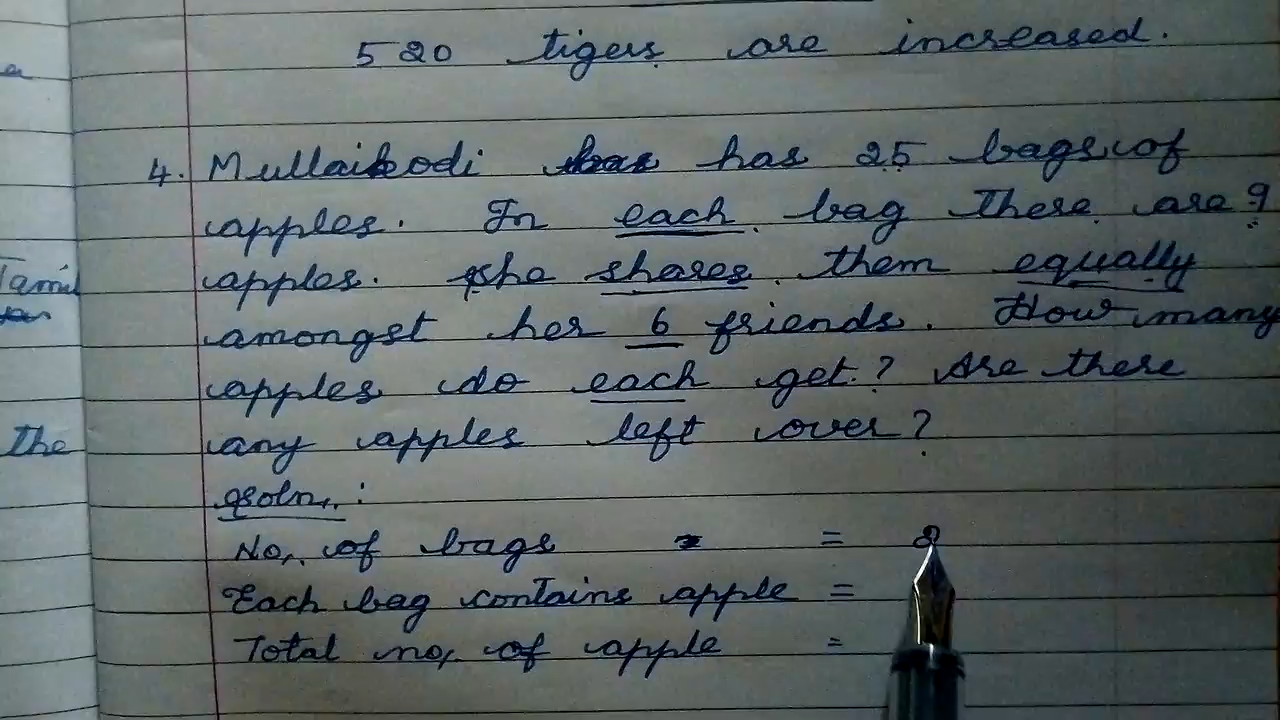 520 tigers are increased.
4. Mullaikodi has has 25 bags of
apples. In each bag there are 9
apples. she shares them equally
amongst her 6 friends. How many
apples do each get? Are there
any apples left over?
Soln. :
No. of bags = 2
Each bag contains apple =
Total no. of apple =
Tamil
the